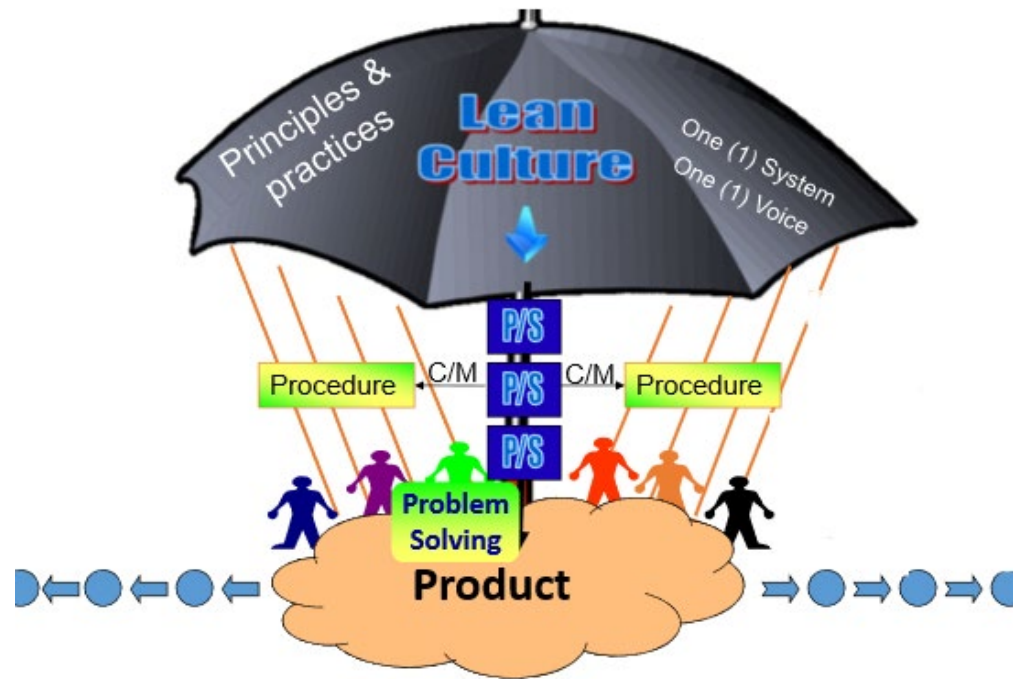 Principles &
practices
Lean
Culture
One (1) System
One (1) Voice
P/S
Procedure
C/M
P/S
C/M
Procedure
P/S
Problem
Solving
Product